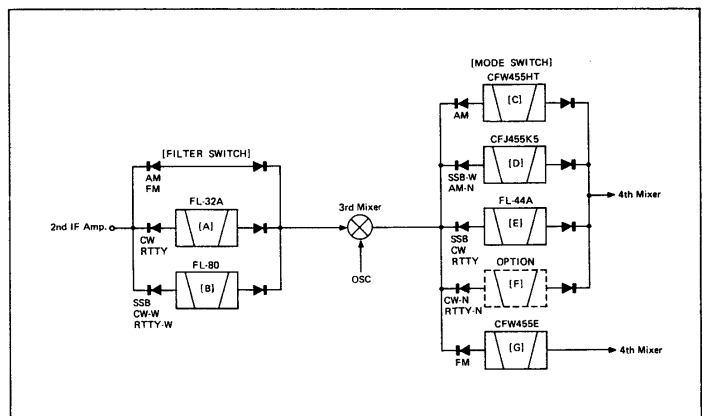 [FILTER SWITCH]
AM
FM
FL-32A
[A]
CW
RTTY
2nd IF Amp.
FL-80
[B]
SSB
CW-W
RTTY-W
3rd Mixer
OSC
[MODE SWITCH]
CFW455HT
[C]
AM
CFJ455K5
[D]
SSB-W
AM-N
4th Mixer
FL-44A
[E]
SSB
CW
RTTY
OPTION
[F]
CW-N
RTTY-N
CFW455E
[G]
FM
4th Mixer